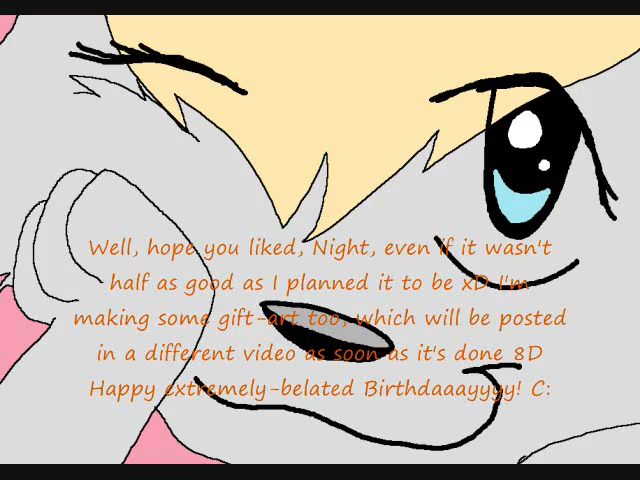 Well, hope you liked, Night, even if it wasn't
half as good as I planned it to be xD I'm
making some gift-art too, which will be posted
in a different video as soon as it's done 8D
Happy extremely-belated Birthdaaayyyy! C: